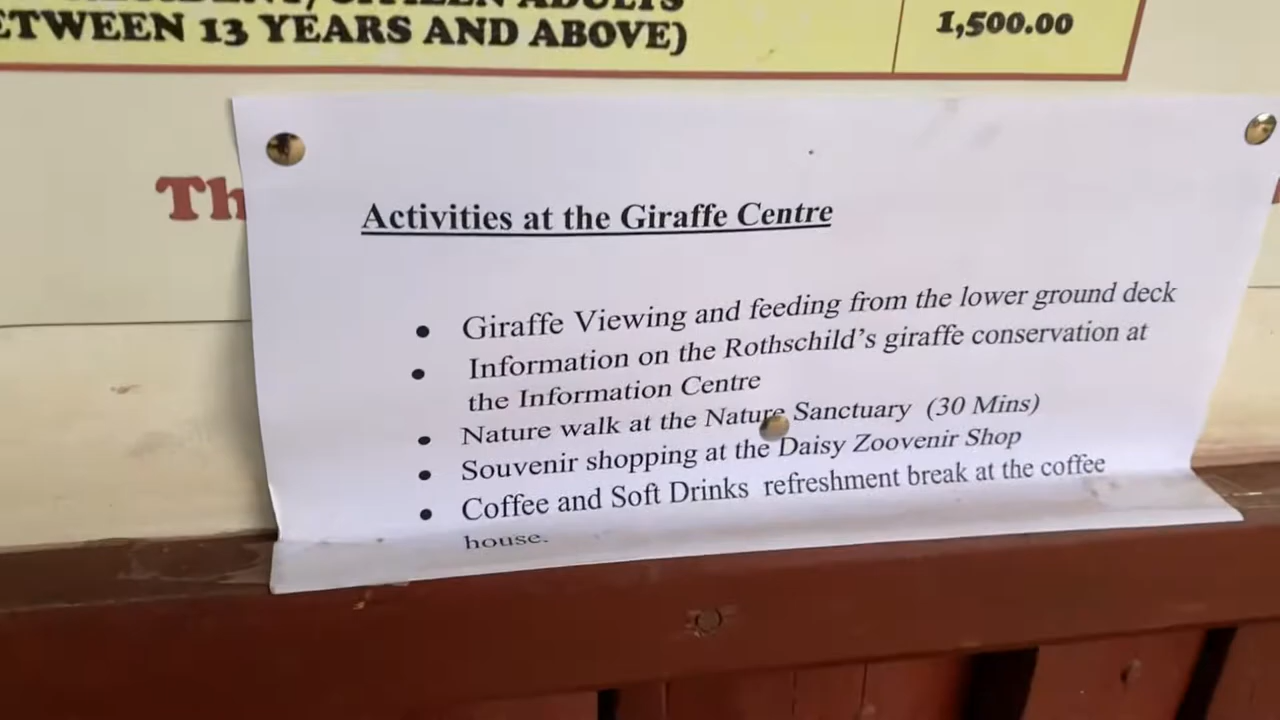 CITIZEN ADULTS
ETWEEN 13 YEARS AND ABOVE)
1,500.00
Th
Activities at the Giraffe Centre
• Giraffe Viewing and feeding from the lower ground deck
• Information on the Rothschild's giraffe conservation at
the Information Centre
• Nature walk at the Nature Sanctuary (30 Mins)
• Souvenir shopping at the Daisy Zoovenir Shop
• Coffee and Soft Drinks refreshment break at the coffee
house.